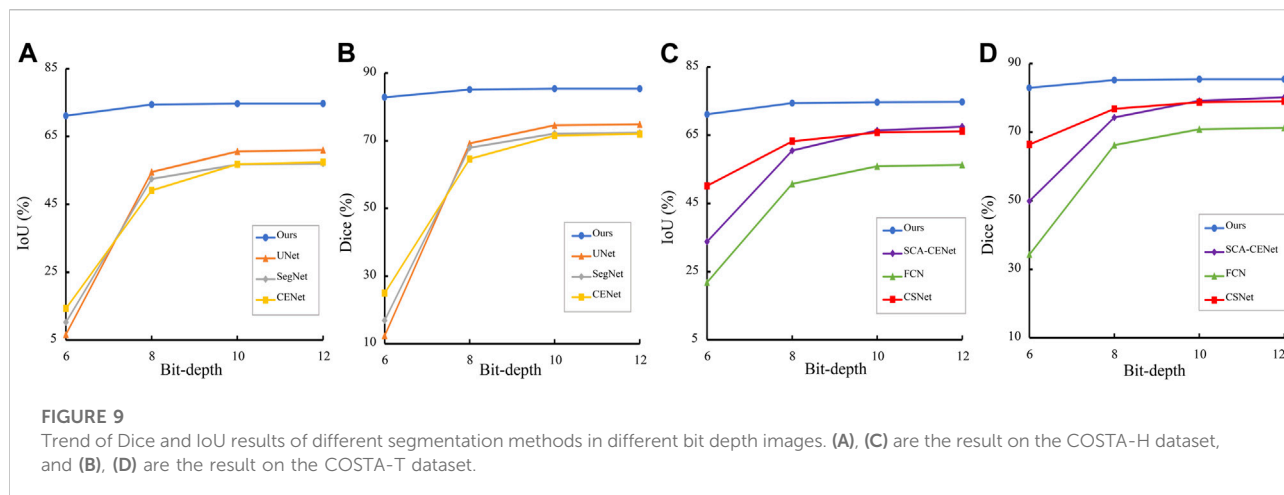 A
85
65
45
25
5
IoU (%)
6
8
10
12
Bit-depth
Ours
UNet
SegNet
CENet
B
90
70
50
30
10
Dice (%)
6
8
10
12
Bit-depth
Ours
UNet
SegNet
CENet
C
85
65
45
25
5
IoU (%)
6
8
10
12
Bit-depth
Ours
SCA-CENet
FCN
CSNet
D
90
70
50
30
10
Dice (%)
6
8
10
12
Bit-depth
Ours
SCA-CENet
FCN
CSNet
FIGURE 9
Trend of Dice and IoU results of different segmentation methods in different bit depth images. (A), (C) are the result on the COSTA-H dataset,
and (B), (D) are the result on the COSTA-T dataset.